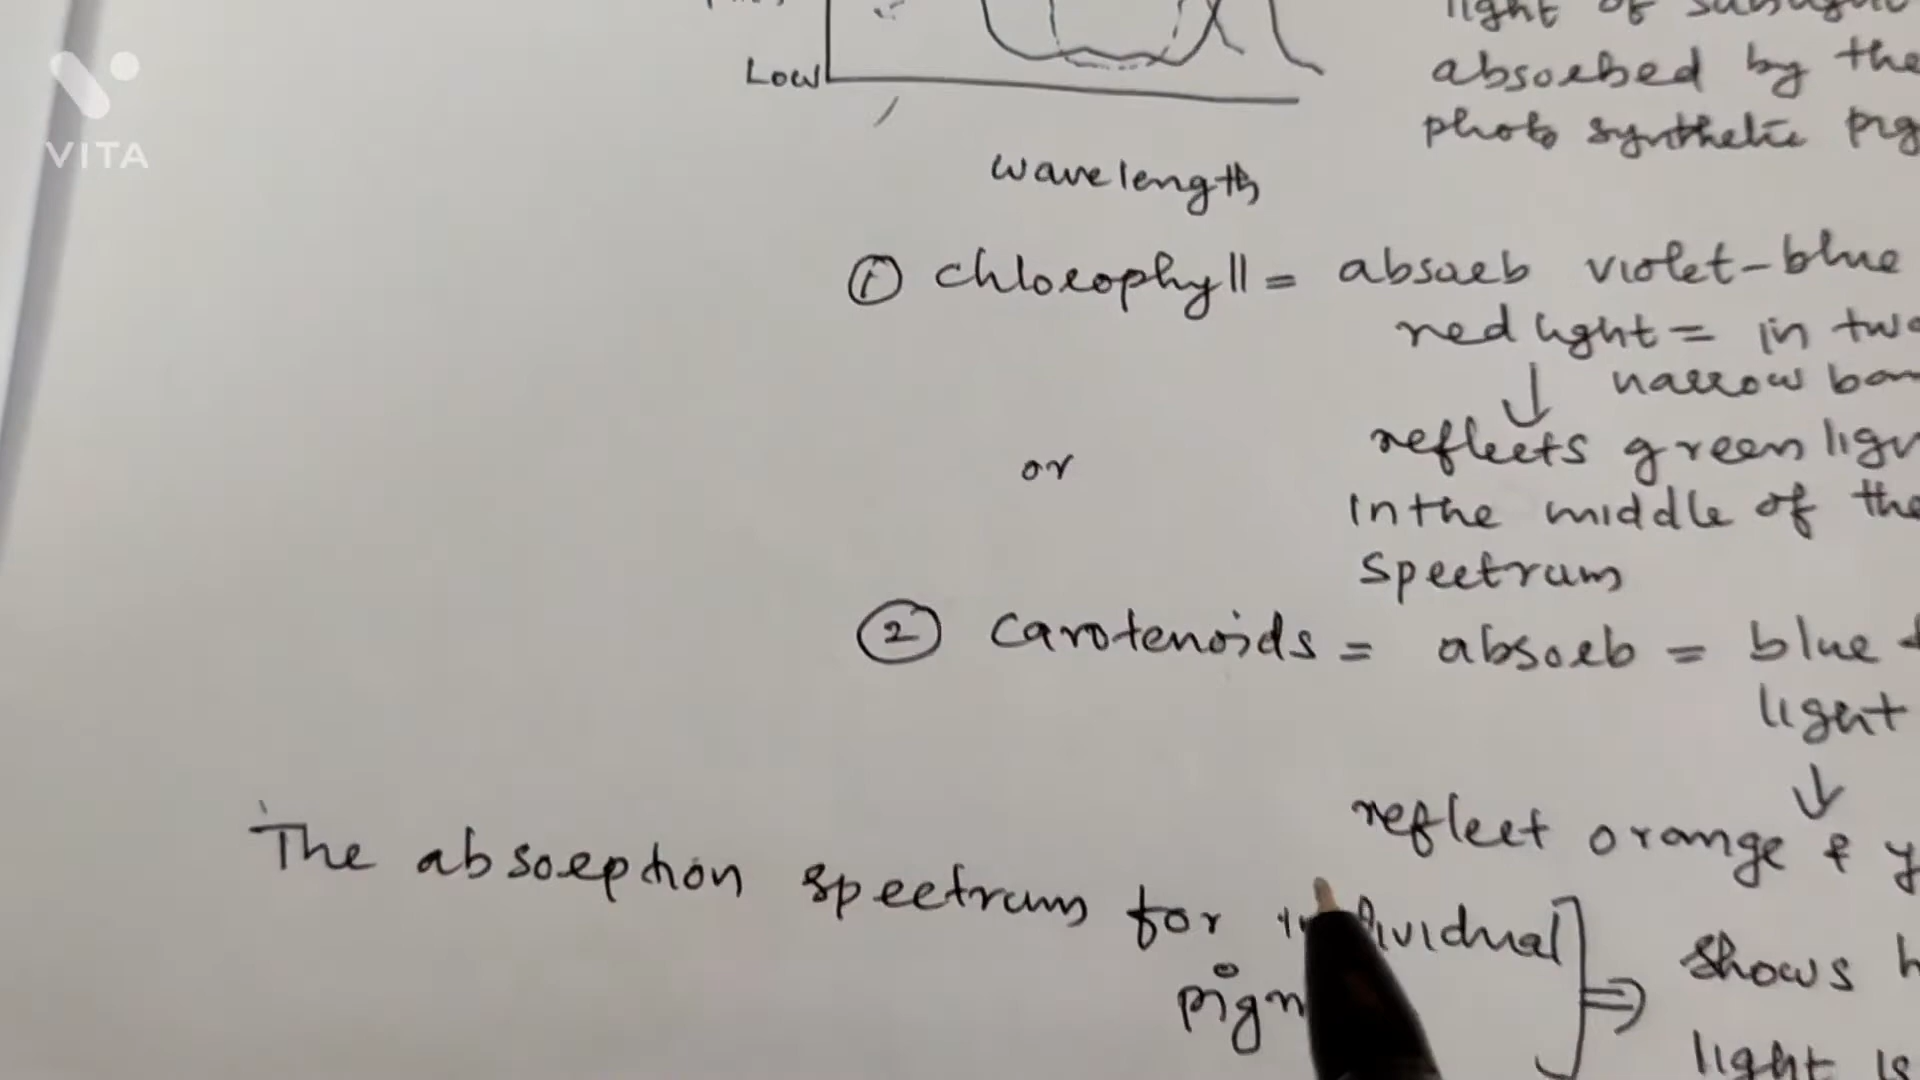 VITA
light of
Low
absorbed by the
photosynthetic
wavelength
① chlorophyll = absorb violet-blue
red light = in two
↓ narrow
reflects green
or
in the middle of the
spectrum
② carotenoids = absorb = blue
light
↓
reflect orange &
The absorption spectrum for individual
shows
⇒
light is